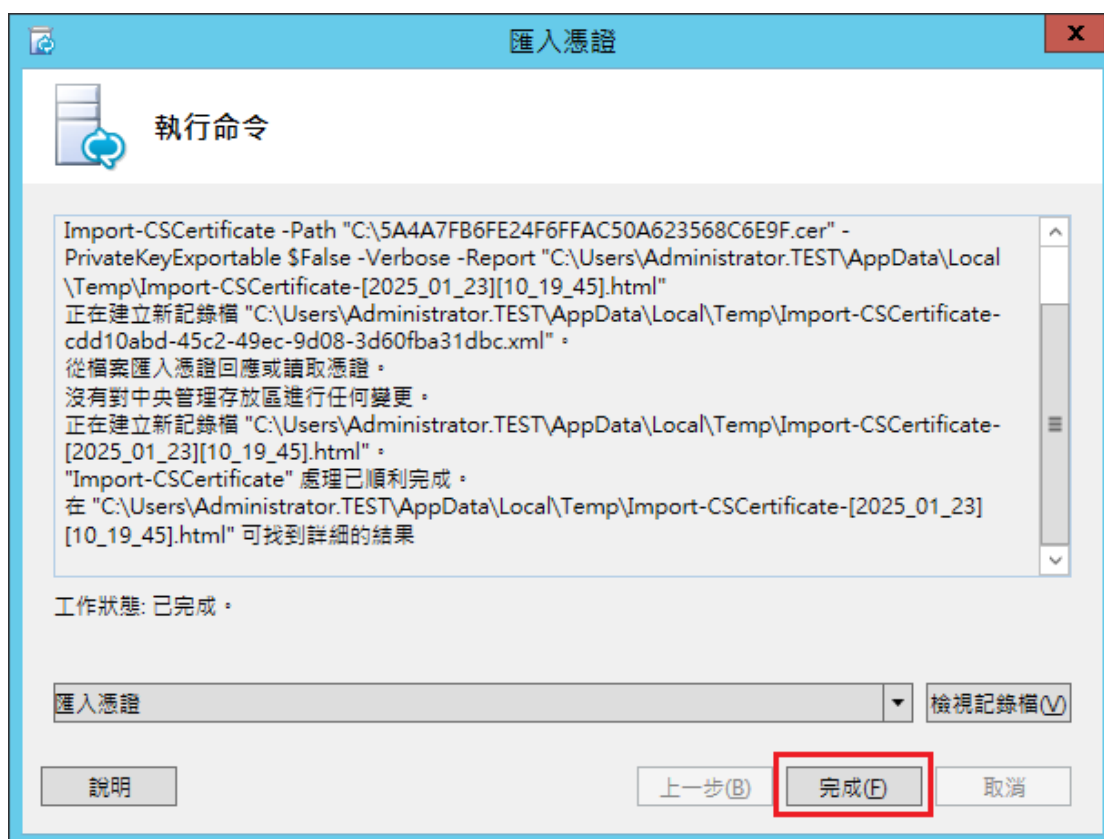 匯入憑證
x
執行命令
Import-CSCertificate -Path "C:\5A4A7FB6FE24F6FFAC50A623568C6E9F.cer" -
PrivateKeyExportable $False -Verbose -Report "C:\Users\Administrator.TEST\AppData\Local
\Temp\Import-CSCertificate-[2025_01_23][10_19_45].html"
正在建立新記錄檔 "C:\Users\Administrator.TEST\AppData\Local\Temp\Import-CSCertificate-
cdd10abd-45c2-49ec-9d08-3d60fba31dbc.xml"。
從檔案匯入憑證回應或讀取憑證。
沒有對中央管理存放區進行任何變更。
正在建立新記錄檔 "C:\Users\Administrator.TEST\AppData\Local\Temp\Import-CSCertificate-
[2025_01_23][10_19_45].html"。
"Import-CSCertificate" 處理已順利完成。
在 "C:\Users\Administrator.TEST\AppData\Local\Temp\Import-CSCertificate-[2025_01_23]
[10_19_45].html" 可找到詳細的結果
工作狀態: 已完成。
匯入憑證
檢視記錄檔(V)
說明
上一步(B)
完成(F)
取消